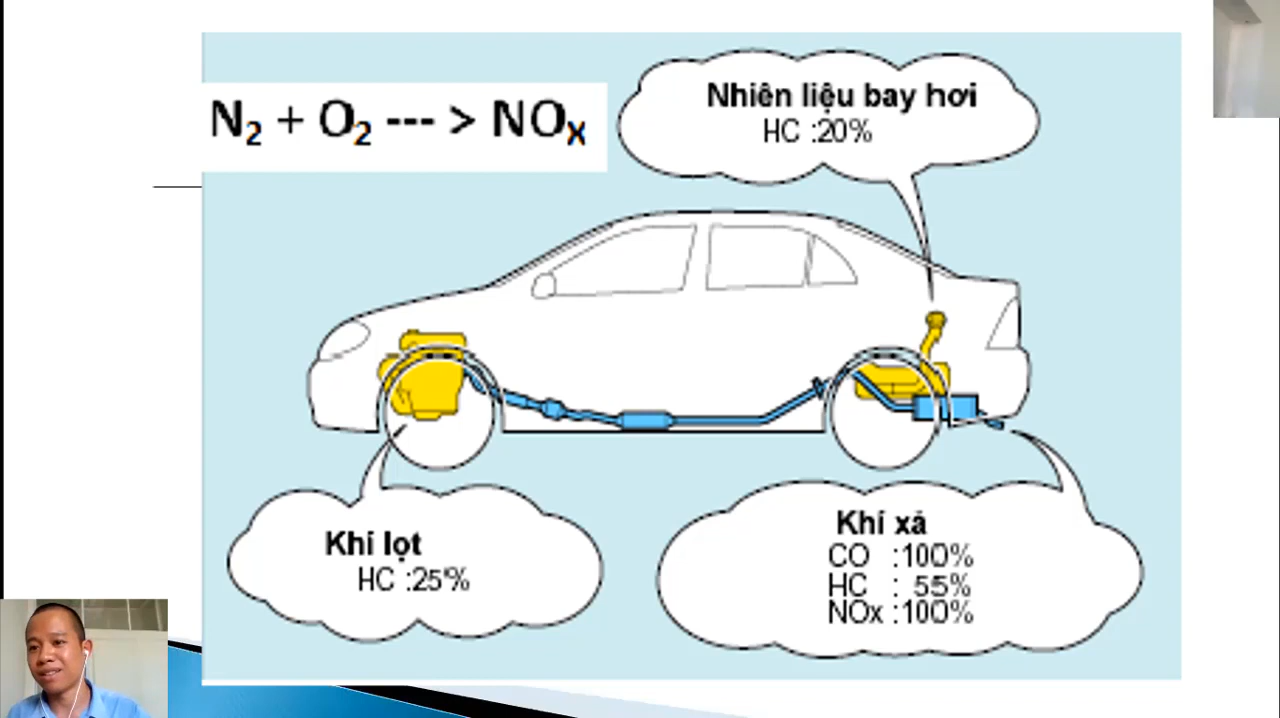 N₂ + O₂ --- > NOₓ
Nhiên liệu bay hơi
HC :20%
Khí lọt
HC :25%
Khí xả
CO :100%
HC : 55%
NOx :100%